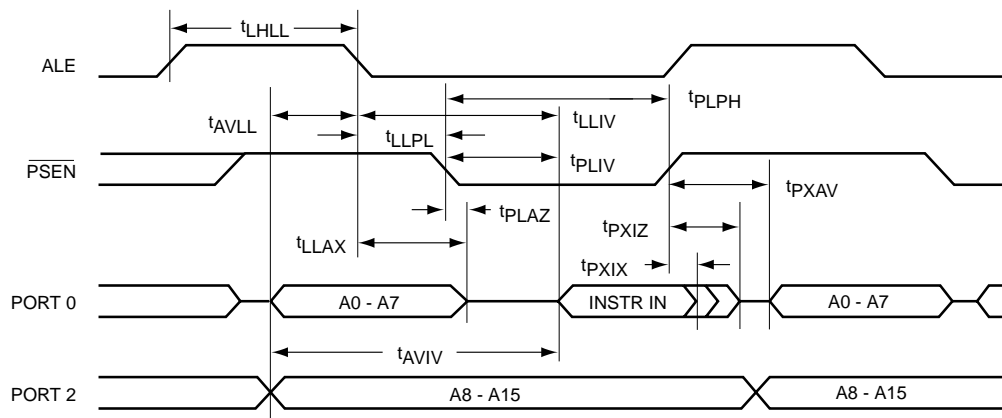 tLHLL
ALE
tPLPH
tAVLL
tLLIV
tLLPL
PSEN
tPLIV
tPXAV
tPLAZ
tLLAX
tPXIZ
tPXIX
PORT 0
A0 - A7
INSTR IN
A0 - A7
tAVIV
PORT 2
A8 - A15
A8 - A15